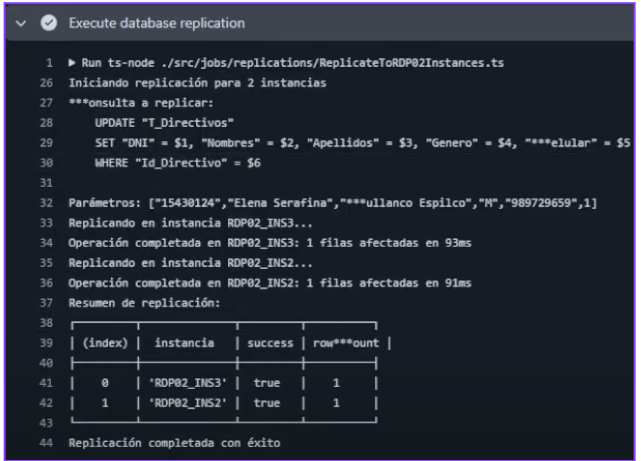 Execute database replication
1 ▶ Run ts-node ./src/jobs/replications/ReplicateToRDP02Instances.ts
26 Iniciando replicación para 2 instancias
27 ***onsulta a replicar:
28 UPDATE "T_Directivos"
29 SET "DNI" = $1, "Nombres" = $2, "Apellidos" = $3, "Genero" = $4, "***elular" = $5
30 WHERE "Id_Directivo" = $6
31
32 Parámetros: ["15430124","Elena Serafina","***ullanco Espilco","M","989729659",1]
33 Replicando en instancia RDP02_INS3...
34 Operación completada en RDP02_INS3: 1 filas afectadas en 93ms
35 Replicando en instancia RDP02_INS2...
36 Operación completada en RDP02_INS2: 1 filas afectadas en 91ms
37 Resumen de replicación:
38
39 | (index) | instancia | success | row***ount |
40
41 | 0 | 'RDP02_INS3' | true | 1 |
42 | 1 | 'RDP02_INS2' | true | 1 |
43
44 Replicación completada con éxito